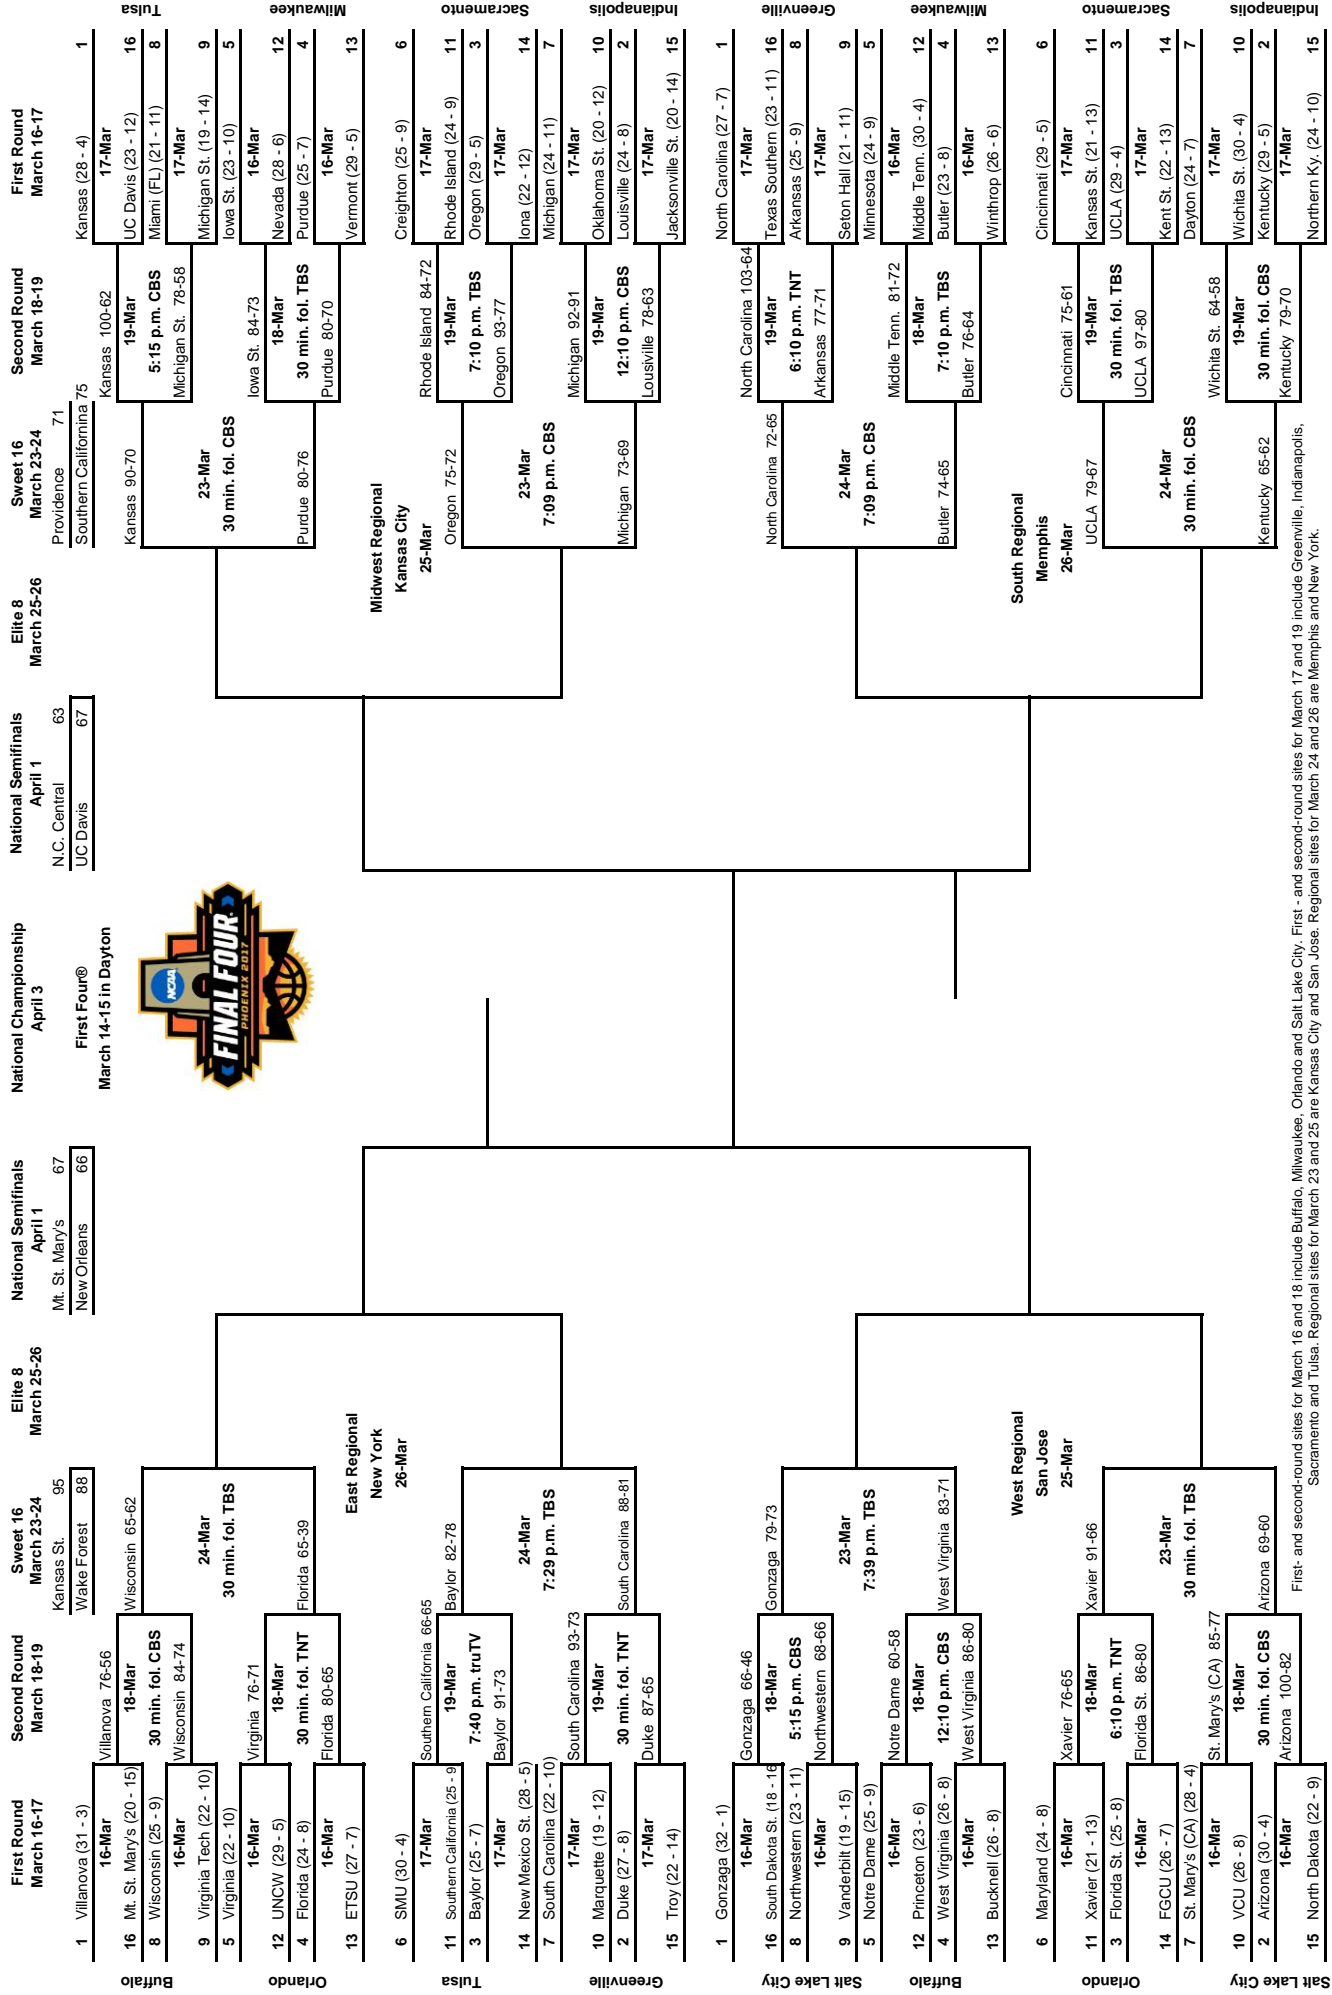 First Round
March 16-17
Second Round
March 18-19
Sweet 16
March 23-24
Elite 8
March 25-26
National Semifinals
April 1
National Championship
April 3
National Semifinals
April 1
Elite 8
March 25-26
Sweet 16
March 23-24
Second Round
March 18-19
First Round
March 16-17
Kansas St. 95
Wake Forest 88
Mt. St. Mary's 67
New Orleans 66
First Four®
March 14-15 in Dayton
N.C. Central 63
UC Davis 67
Providence 71
Southern California 75
NCAA
FINAL FOUR
PHOENIX 2017
Buffalo
1 Villanova (31 - 3)
16-Mar
16 Mt. St. Mary's (20 - 15)
8 Wisconsin (25 - 9)
16-Mar
9 Virginia Tech (22 - 10)
Orlando
5 Virginia (22 - 10)
16-Mar
12 UNCW (29 - 5)
4 Florida (24 - 8)
16-Mar
13 ETSU (27 - 7)
Villanova 76-56
18-Mar
30 min. fol. CBS
Wisconsin 84-74
Virginia 76-71
18-Mar
30 min. fol. TNT
Florida 80-65
Wisconsin 65-62
24-Mar
30 min. fol. TBS
Florida 65-39
East Regional
New York
26-Mar
Tulsa
6 SMU (30 - 4)
17-Mar
11 Southern California (25 - 9
3 Baylor (25 - 7)
17-Mar
14 New Mexico St. (28 - 5)
Greenville
7 South Carolina (22 - 10)
17-Mar
10 Marquette (19 - 12)
2 Duke (27 - 8)
17-Mar
15 Troy (22 - 14)
Southern California 66-65
19-Mar
7:40 p.m. truTV
Baylor 91-73
South Carolina 93-73
19-Mar
30 min. fol. TNT
Duke 87-65
Baylor 82-78
24-Mar
7:29 p.m. TBS
South Carolina 88-81
Salt Lake City
1 Gonzaga (32 - 1)
16-Mar
16 South Dakota St. (18 - 16
8 Northwestern (23 - 11)
16-Mar
9 Vanderbilt (19 - 15)
Buffalo
5 Notre Dame (25 - 9)
16-Mar
12 Princeton (23 - 6)
4 West Virginia (26 - 8)
16-Mar
13 Bucknell (26 - 8)
Gonzaga 66-46
18-Mar
5:15 p.m. CBS
Northwestern 68-66
Notre Dame 60-58
18-Mar
12:10 p.m. CBS
West Virginia 86-80
Gonzaga 79-73
23-Mar
7:39 p.m. TBS
West Virginia 83-71
West Regional
San Jose
25-Mar
Orlando
6 Maryland (24 - 8)
16-Mar
11 Xavier (21 - 13)
3 Florida St. (25 - 8)
16-Mar
14 FGCU (26 - 7)
Salt Lake City
7 St. Mary's (CA) (28 - 4)
16-Mar
10 VCU (26 - 8)
2 Arizona (30 - 4)
16-Mar
15 North Dakota (22 - 9)
Xavier 76-65
18-Mar
6:10 p.m. TNT
Florida St. 86-80
St. Mary's (CA) 85-77
18-Mar
30 min. fol. CBS
Arizona 100-82
Xavier 91-66
23-Mar
30 min. fol. TBS
Arizona 69-60
Tulsa
Kansas (28 - 4) 1
17-Mar
UC Davis (23 - 12) 16
Miami (FL) (21 - 11) 8
17-Mar
Michigan St. (19 - 14) 9
Milwaukee
Iowa St. (23 - 10) 5
16-Mar
Nevada (28 - 6) 12
Purdue (25 - 7) 4
16-Mar
Vermont (29 - 5) 13
Kansas 100-62
19-Mar
5:15 p.m. CBS
Michigan St. 78-58
Iowa St. 84-73
18-Mar
30 min. fol. TBS
Purdue 80-70
Kansas 90-70
23-Mar
30 min. fol. CBS
Purdue 80-76
Midwest Regional
Kansas City
25-Mar
Sacramento
Creighton (25 - 9) 6
17-Mar
Rhode Island (24 - 9) 11
Oregon (29 - 5) 3
17-Mar
Iona (22 - 12) 14
Indianapolis
Michigan (24 - 11) 7
17-Mar
Oklahoma St. (20 - 12) 10
Louisville (24 - 8) 2
17-Mar
Jacksonville St. (20 - 14) 15
Rhode Island 84-72
19-Mar
7:10 p.m. TBS
Oregon 93-77
Michigan 92-91
19-Mar
12:10 p.m. CBS
Lousiville 78-63
Oregon 75-72
23-Mar
7:09 p.m. CBS
Michigan 73-69
Greenville
North Carolina (27 - 7) 1
17-Mar
Texas Southern (23 - 11) 16
Arkansas (25 - 9) 8
17-Mar
Seton Hall (21 - 11) 9
Milwaukee
Minnesota (24 - 9) 5
16-Mar
Middle Tenn. (30 - 4) 12
Butler (23 - 8) 4
16-Mar
Winthrop (26 - 6) 13
North Carolina 103-64
19-Mar
6:10 p.m. TNT
Arkansas 77-71
Middle Tenn. 81-72
18-Mar
7:10 p.m. TBS
Butler 76-64
North Carolina 72-65
24-Mar
7:09 p.m. CBS
Butler 74-65
South Regional
Memphis
26-Mar
Sacramento
Cincinnati (29 - 5) 6
17-Mar
Kansas St. (21 - 13) 11
UCLA (29 - 4) 3
17-Mar
Kent St. (22 - 13) 14
Indianapolis
Dayton (24 - 7) 7
17-Mar
Wichita St. (30 - 4) 10
Kentucky (29 - 5) 2
17-Mar
Northern Ky. (24 - 10) 15
Cincinnati 75-61
19-Mar
30 min. fol. TBS
UCLA 97-80
Wichita St. 64-58
19-Mar
30 min. fol. CBS
Kentucky 79-70
UCLA 79-67
24-Mar
30 min. fol. CBS
Kentucky 65-62
First- and second-round sites for March 16 and 18 include Buffalo, Milwaukee, Orlando and Salt Lake City. First - and second-round sites for March 17 and 19 include Greenville, Indianapolis,
Sacramento and Tulsa. Regional sites for March 23 and 25 are Kansas City and San Jose. Regional sites for March 24 and 26 are Memphis and New York.